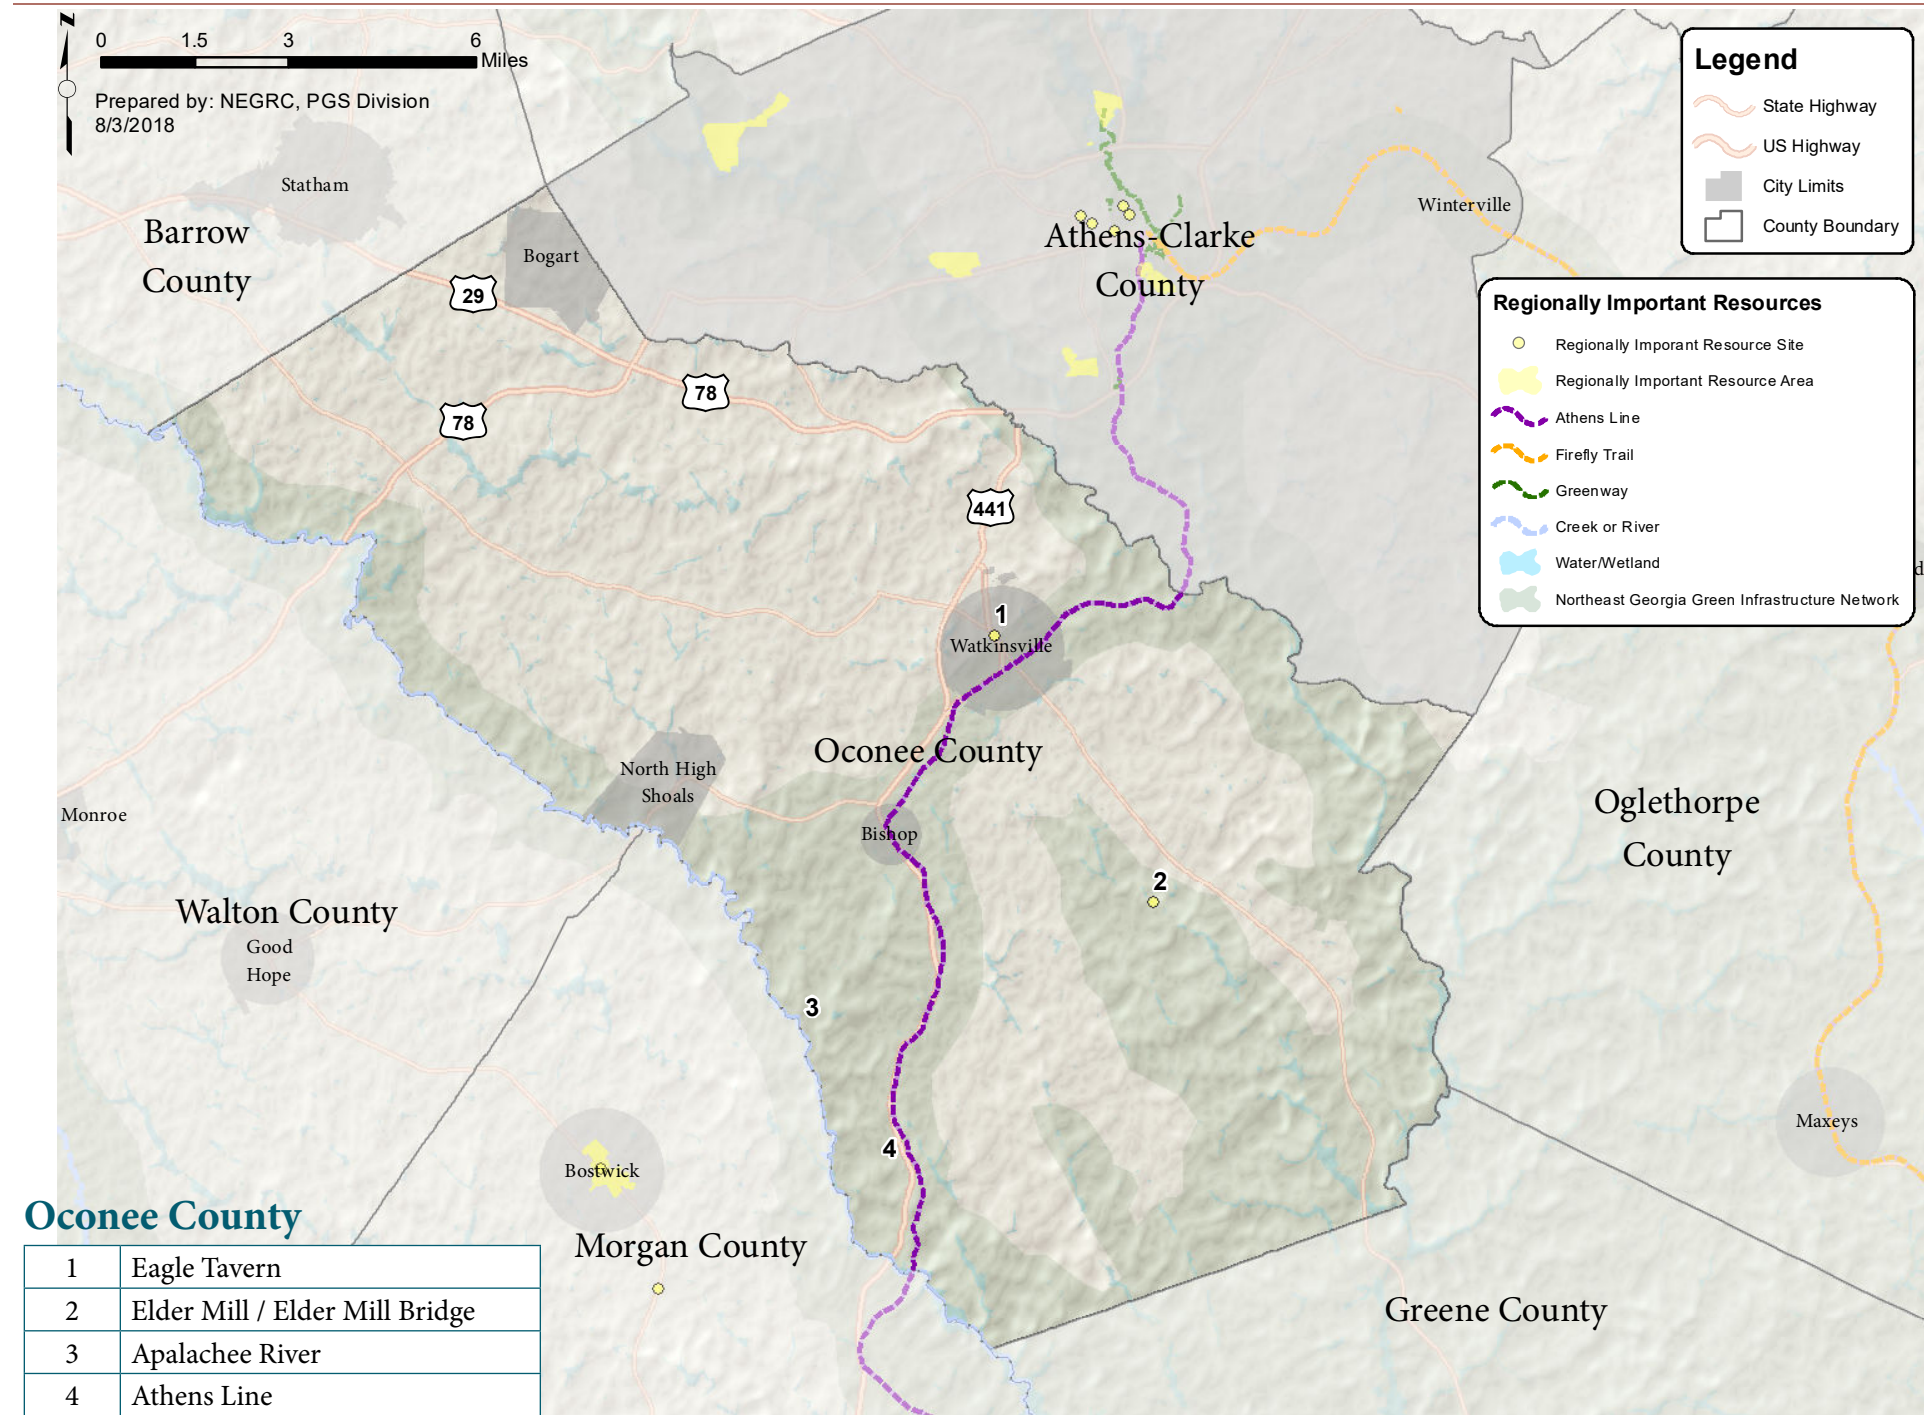 N
0 1.5 3 6
Miles
Prepared by: NEGRC, PGS Division
8/3/2018
Legend
State Highway
US Highway
City Limits
County Boundary
Regionally Important Resources
Regionally Imporant Resource Site
Regionally Important Resource Area
Athens Line
Firefly Trail
Greenway
Creek or River
Water/Wetland
Northeast Georgia Green Infrastructure Network
Statham
Barrow
County
Bogart
29
78
78
441
Athens-Clarke
County
Winterville
d
1
Watkinsville
Oconee County
North High
Shoals
Bishop
Monroe
Walton County
Good
Hope
2
3
4
Oglethorpe
County
Maxeys
Bostwick
Morgan County
Greene County
Oconee County
1 Eagle Tavern
2 Elder Mill / Elder Mill Bridge
3 Apalachee River
4 Athens Line